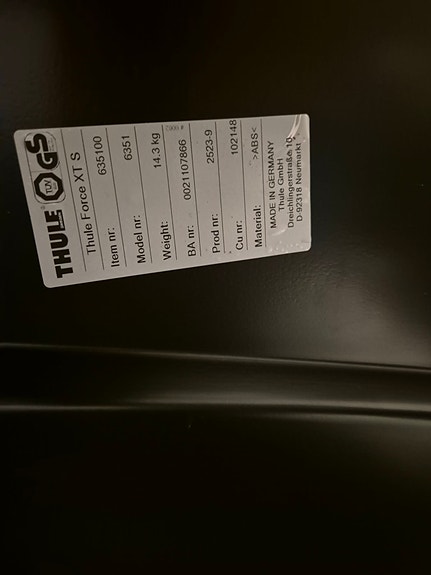 THULE TÜV GS
Thule Force XT S
Item nr: 635100
Model nr: 6351
Weight: 14.3 kg
BA nr: 0021107866
Prod nr: 2523-9
Cu nr: 102148
Material: >ABS<
MADE IN GERMANY
Thule GmbH
Dreichlingerstraße 10
D-92318 Neumarkt